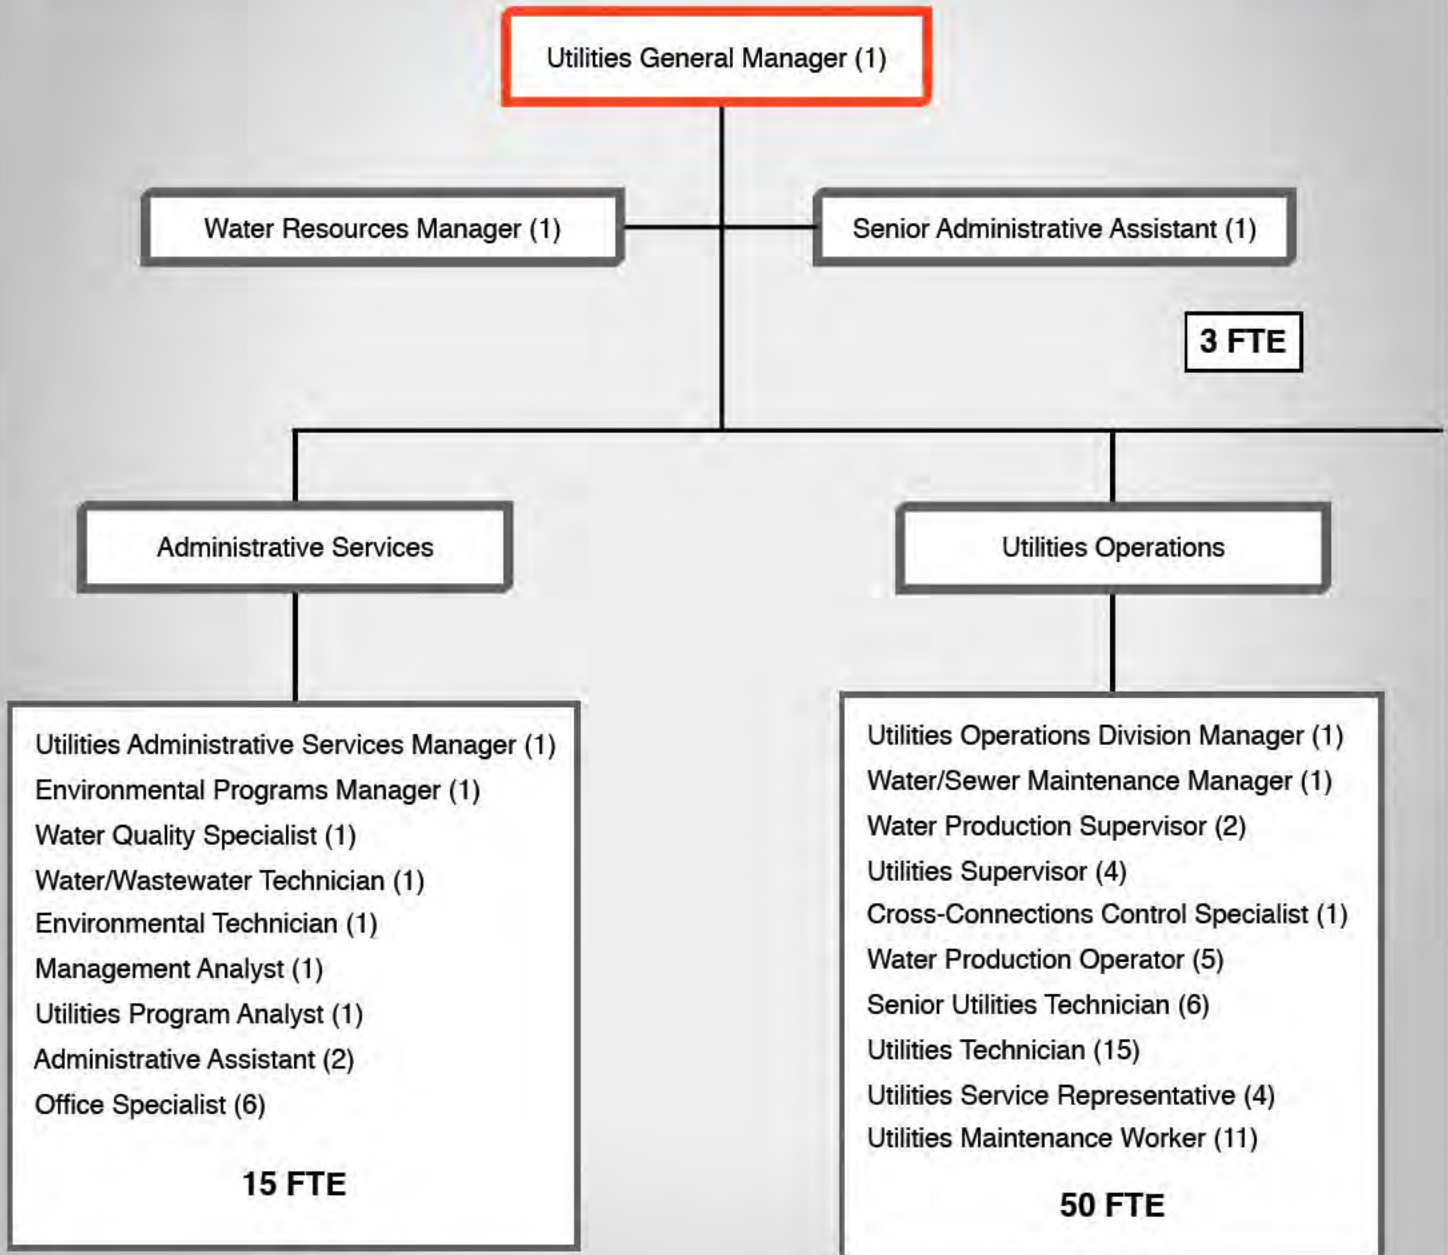 Utilities General Manager (1)
Water Resources Manager (1)
Senior Administrative Assistant (1)
3 FTE
Administrative Services
Utilities Operations
Utilities Administrative Services Manager (1)
Environmental Programs Manager (1)
Water Quality Specialist (1)
Water/Wastewater Technician (1)
Environmental Technician (1)
Management Analyst (1)
Utilities Program Analyst (1)
Administrative Assistant (2)
Office Specialist (6)
15 FTE
Utilities Operations Division Manager (1)
Water/Sewer Maintenance Manager (1)
Water Production Supervisor (2)
Utilities Supervisor (4)
Cross-Connections Control Specialist (1)
Water Production Operator (5)
Senior Utilities Technician (6)
Utilities Technician (15)
Utilities Service Representative (4)
Utilities Maintenance Worker (11)
50 FTE